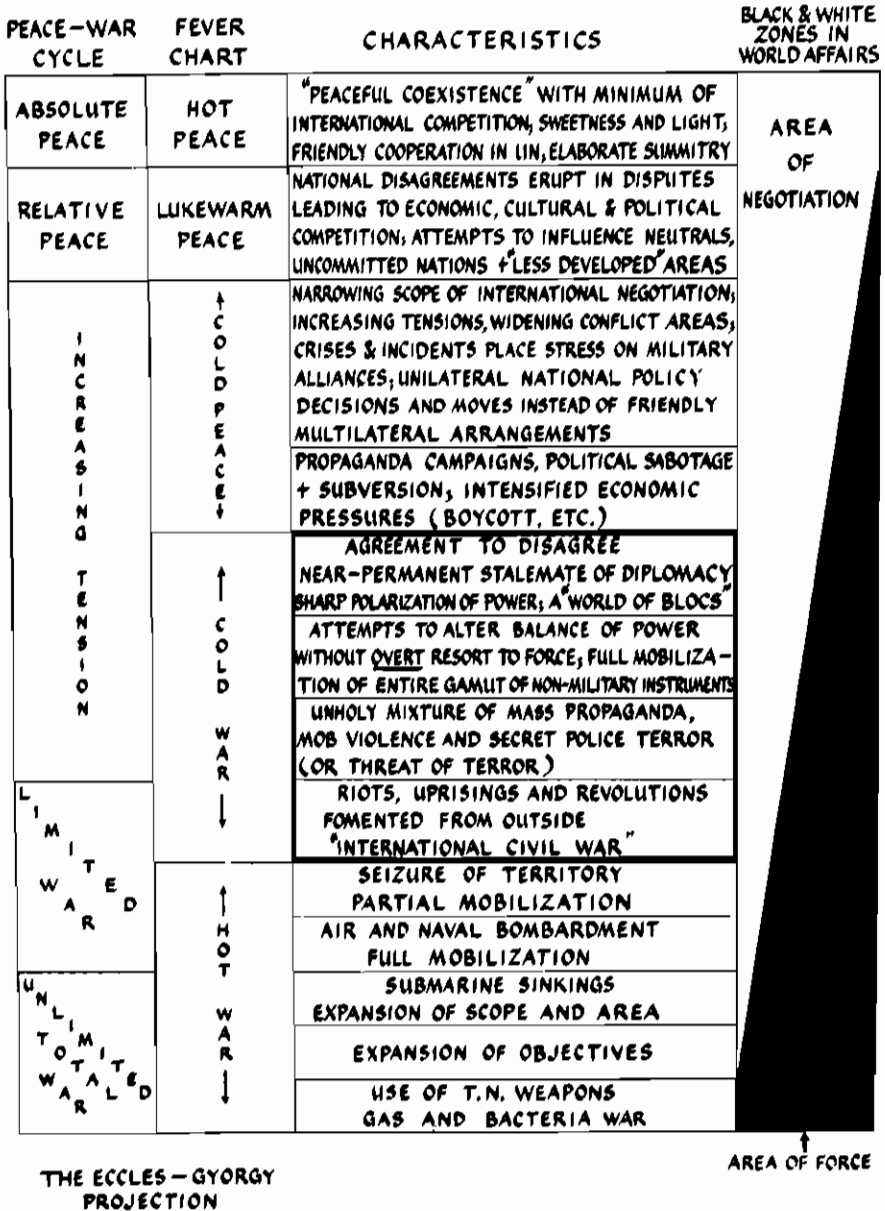 PEACE-WAR
CYCLE
FEVER
CHART
CHARACTERISTICS
BLACK & WHITE
ZONES IN
WORLD AFFAIRS
ABSOLUTE
PEACE
HOT
PEACE
"PEACEFUL COEXISTENCE" WITH MINIMUM OF
INTERNATIONAL COMPETITION, SWEETNESS AND LIGHT,
FRIENDLY COOPERATION IN UN, ELABORATE SUMMITRY
AREA
OF
NEGOTIATION
RELATIVE
PEACE
LUKEWARM
PEACE
NATIONAL DISAGREEMENTS ERUPT IN DISPUTES
LEADING TO ECONOMIC, CULTURAL & POLITICAL
COMPETITION; ATTEMPTS TO INFLUENCE NEUTRALS,
UNCOMMITTED NATIONS + "LESS DEVELOPED" AREAS
INCREASING TENSION
↑ COLD PEACE ↓
NARROWING SCOPE OF INTERNATIONAL NEGOTIATION;
INCREASING TENSIONS, WIDENING CONFLICT AREAS;
CRISES & INCIDENTS PLACE STRESS ON MILITARY
ALLIANCES; UNILATERAL NATIONAL POLICY
DECISIONS AND MOVES INSTEAD OF FRIENDLY
MULTILATERAL ARRANGEMENTS
PROPAGANDA CAMPAIGNS, POLITICAL SABOTAGE
+ SUBVERSION; INTENSIFIED ECONOMIC
PRESSURES (BOYCOTT, ETC.)
↑ COLD WAR ↓
AGREEMENT TO DISAGREE
NEAR-PERMANENT STALEMATE OF DIPLOMACY
SHARP POLARIZATION OF POWER; A "WORLD OF BLOCS"
ATTEMPTS TO ALTER BALANCE OF POWER
WITHOUT OVERT RESORT TO FORCE; FULL MOBILIZA-
TION OF ENTIRE GAMUT OF NON-MILITARY INSTRUMENTS
UNHOLY MIXTURE OF MASS PROPAGANDA,
MOB VIOLENCE AND SECRET POLICE TERROR
(OR THREAT OF TERROR)
LIMITED
WAR
RIOTS, UPRISINGS AND REVOLUTIONS
FOMENTED FROM OUTSIDE
"INTERNATIONAL CIVIL WAR"
↑ HOT WAR ↓
SEIZURE OF TERRITORY
PARTIAL MOBILIZATION
AIR AND NAVAL BOMBARDMENT
FULL MOBILIZATION
UNLIMITED
TOTAL
WAR
SUBMARINE SINKINGS
EXPANSION OF SCOPE AND AREA
EXPANSION OF OBJECTIVES
USE OF T.N. WEAPONS
GAS AND BACTERIA WAR
AREA OF FORCE
THE ECCLES-GYORGY
PROJECTION